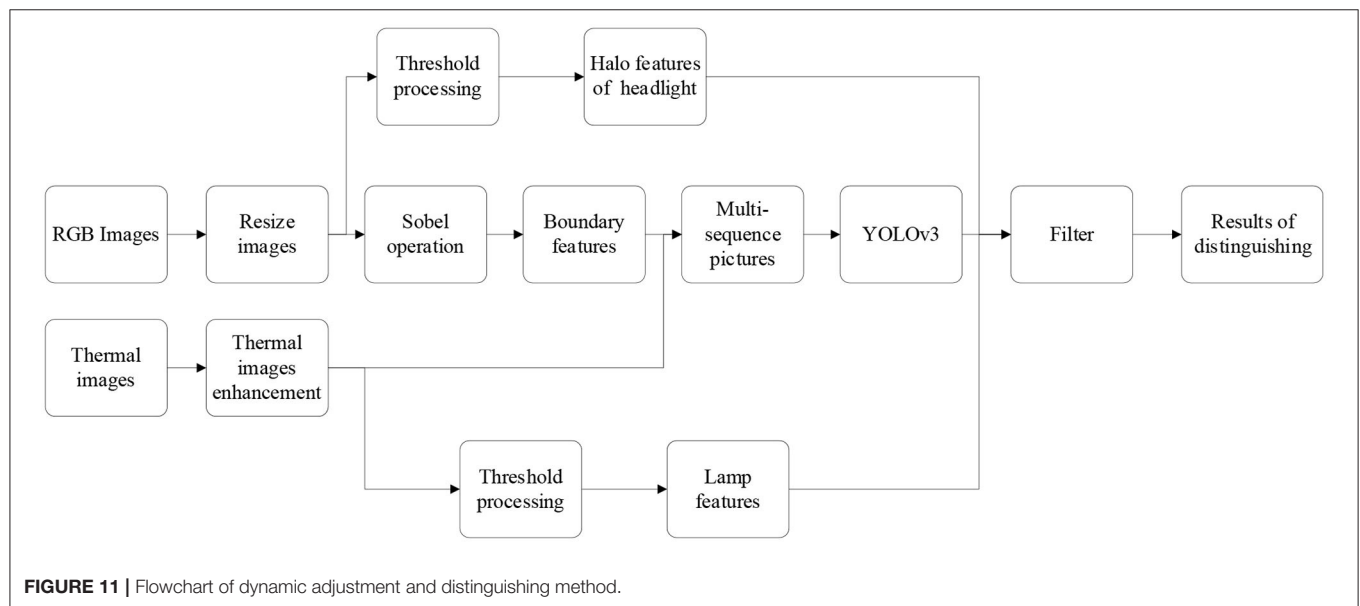 Threshold
processing
Halo features
of headlight
RGB Images
Resize
images
Sobel
operation
Boundary
features
Multi-
sequence
pictures
YOLOv3
Filter
Results of
distinguishing
Thermal
images
Thermal
images
enhancement
Threshold
processing
Lamp
features
FIGURE 11 | Flowchart of dynamic adjustment and distinguishing method.